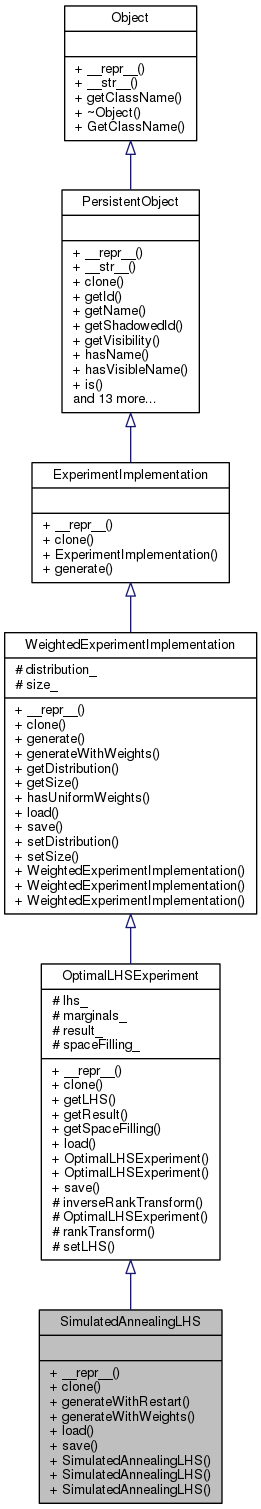 Object
+ __repr__()
+ __str__()
+ getClassName()
+ ~Object()
+ GetClassName()
PersistentObject
+ __repr__()
+ __str__()
+ clone()
+ getId()
+ getName()
+ getShadowedId()
+ getVisibility()
+ hasName()
+ hasVisibleName()
+ is()
and 13 more...
ExperimentImplementation
+ __repr__()
+ clone()
+ ExperimentImplementation()
+ generate()
WeightedExperimentImplementation
# distribution_
# size_
+ __repr__()
+ clone()
+ generate()
+ generateWithWeights()
+ getDistribution()
+ getSize()
+ hasUniformWeights()
+ load()
+ save()
+ setDistribution()
+ setSize()
+ WeightedExperimentImplementation()
+ WeightedExperimentImplementation()
+ WeightedExperimentImplementation()
OptimalLHSExperiment
# lhs_
# marginals_
# result_
# spaceFilling_
+ __repr__()
+ clone()
+ getLHS()
+ getResult()
+ getSpaceFilling()
+ load()
+ OptimalLHSExperiment()
+ OptimalLHSExperiment()
+ save()
# inverseRankTransform()
# OptimalLHSExperiment()
# rankTransform()
# setLHS()
SimulatedAnnealingLHS
+ __repr__()
+ clone()
+ generateWithRestart()
+ generateWithWeights()
+ load()
+ save()
+ SimulatedAnnealingLHS()
+ SimulatedAnnealingLHS()
+ SimulatedAnnealingLHS()